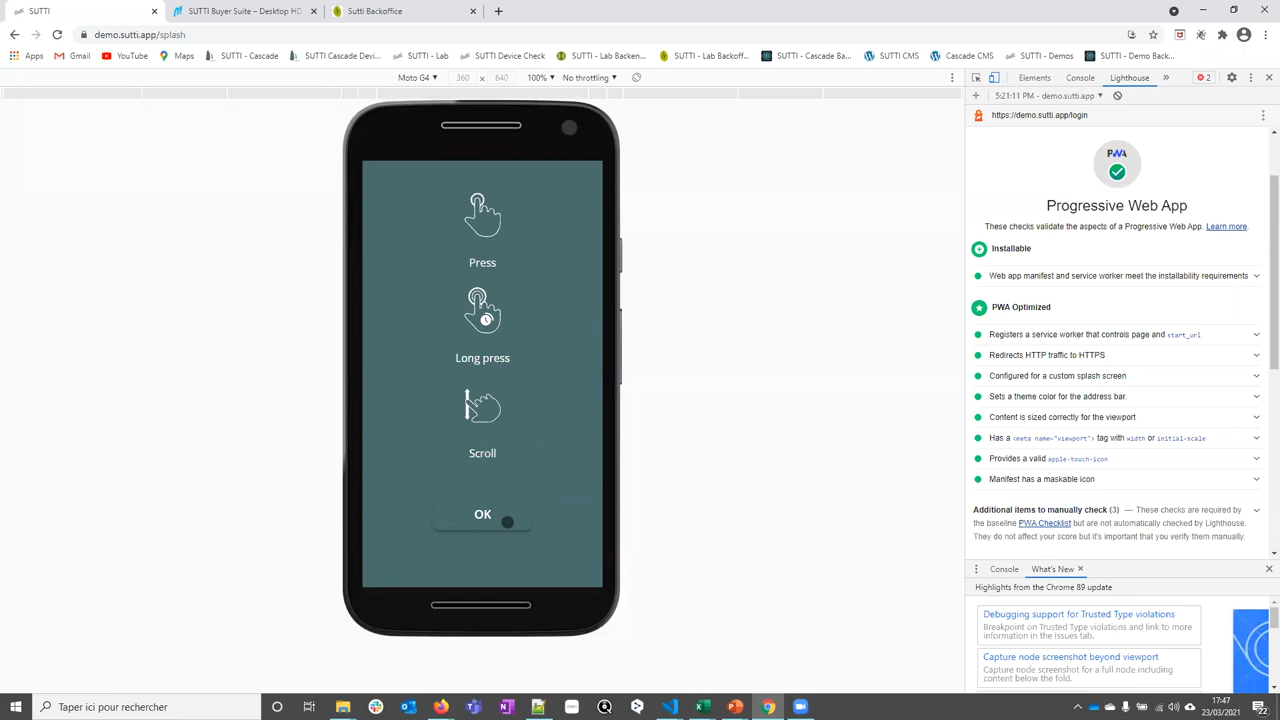 SUTTI
SUTTI Buyer Suite – Desktop HD
Sutti Backoffice
demo.sutti.app/splash
Apps
Gmail
YouTube
Maps
SUTTI - Cascade
SUTTI Cascade Devi...
SUTTI - Lab
SUTTI Device Check
SUTTI - Lab Backen...
SUTTI - Lab Backoff...
SUTTI - Cascade Ba...
SUTTI CMS
Cascade CMS
SUTTI - Demos
SUTTI - Demo Back...
Moto G4 ▼ 360 × 640 100% ▼ No throttling ▼
Elements Console Lighthouse » 2
5:21:11 PM - demo.sutti.app ▼
https://demo.sutti.app/login
PWA
Progressive Web App
These checks validate the aspects of a Progressive Web App. Learn more.
Installable
Web app manifest and service worker meet the installability requirements
PWA Optimized
Registers a service worker that controls page and start_url
Redirects HTTP traffic to HTTPS
Configured for a custom splash screen
Sets a theme color for the address bar.
Content is sized correctly for the viewport
Has a <meta name="viewport"> tag with width or initial-scale
Provides a valid apple-touch-icon
Manifest has a maskable icon
Additional items to manually check (3) — These checks are required by
the baseline PWA Checklist but are not automatically checked by Lighthouse.
They do not affect your score but it's important that you verify them manually.
Press
Long press
Scroll
OK
Console What's New ×
Highlights from the Chrome 89 update
Debugging support for Trusted Type violations
Breakpoint on Trusted Type violations and link to more
information in the Issues tab.
Capture node screenshot beyond viewport
Capture node screenshot for a full node including
content below the fold.
Taper ici pour rechercher
17:47
23/03/2021
22